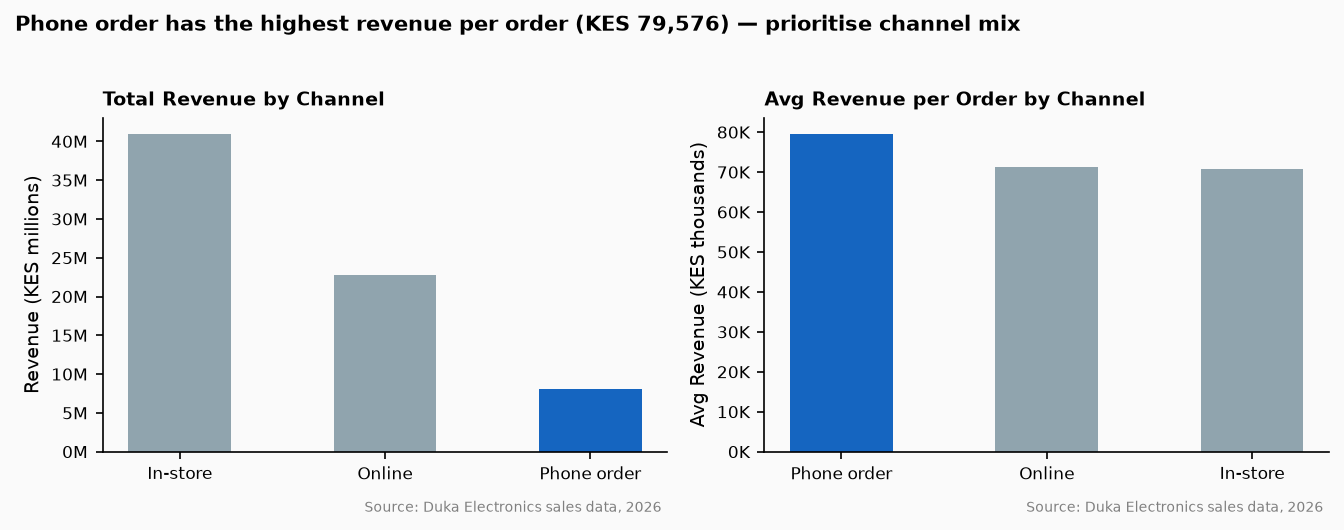 Phone order has the highest revenue per order (KES 79,576) — prioritise channel mix
Total Revenue by Channel
Revenue (KES millions)
40M
35M
30M
25M
20M
15M
10M
5M
0M
In-store
Online
Phone order
Source: Duka Electronics sales data, 2026
Avg Revenue per Order by Channel
Avg Revenue (KES thousands)
80K
70K
60K
50K
40K
30K
20K
10K
0K
Phone order
Online
In-store
Source: Duka Electronics sales data, 2026